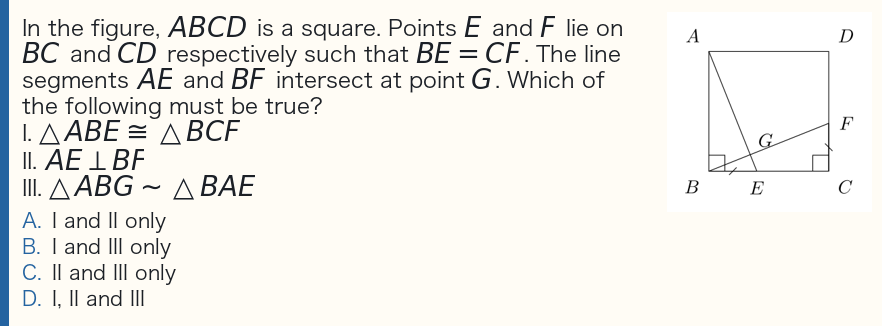 In the figure, ABCD is a square. Points E and F lie on
BC and CD respectively such that BE = CF. The line
segments AE and BF intersect at point G. Which of
the following must be true?
I. △ABE ≅ △BCF
II. AE ⊥ BF
III. △ABG ~ △BAE
A. I and II only
B. I and III only
C. II and III only
D. I, II and III
A D
F
G
B E C